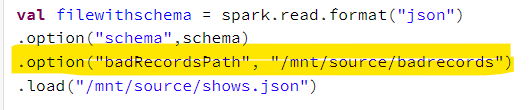 val filewithschema = spark.read.format("json")
.option("schema",schema)
.option("badRecordsPath", "/mnt/source/badrecords")
.load("/mnt/source/shows.json")